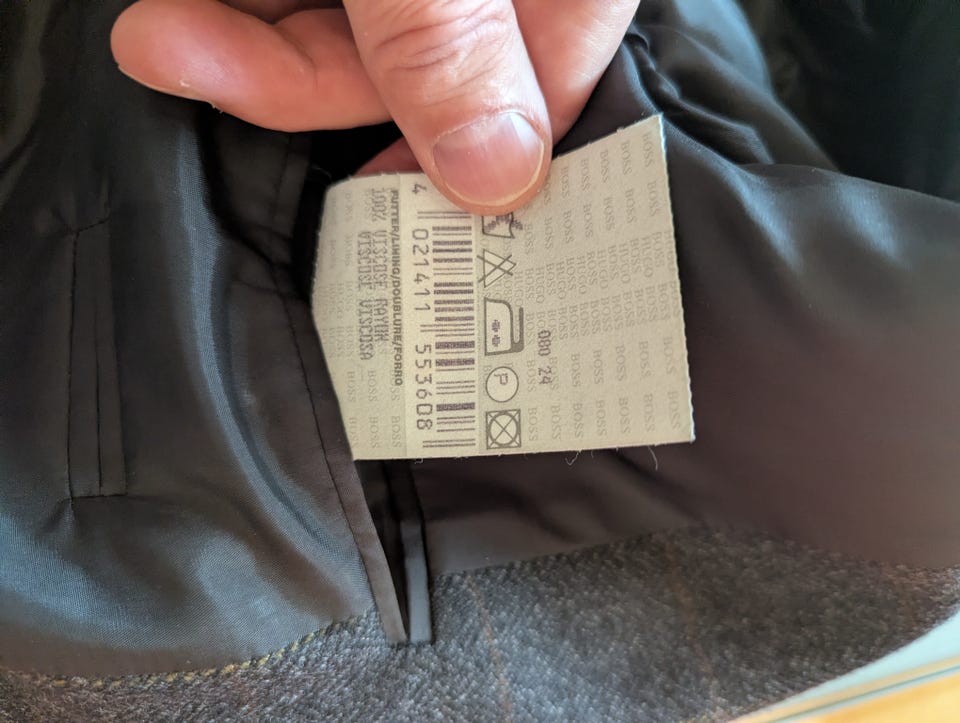 HUGO BOSS
080 24
P
4 021411 553608
FUTTER/LINING/DOUBLURE/FORRO
100% VISCOSE RAYON
VISCOSE VISCOSA